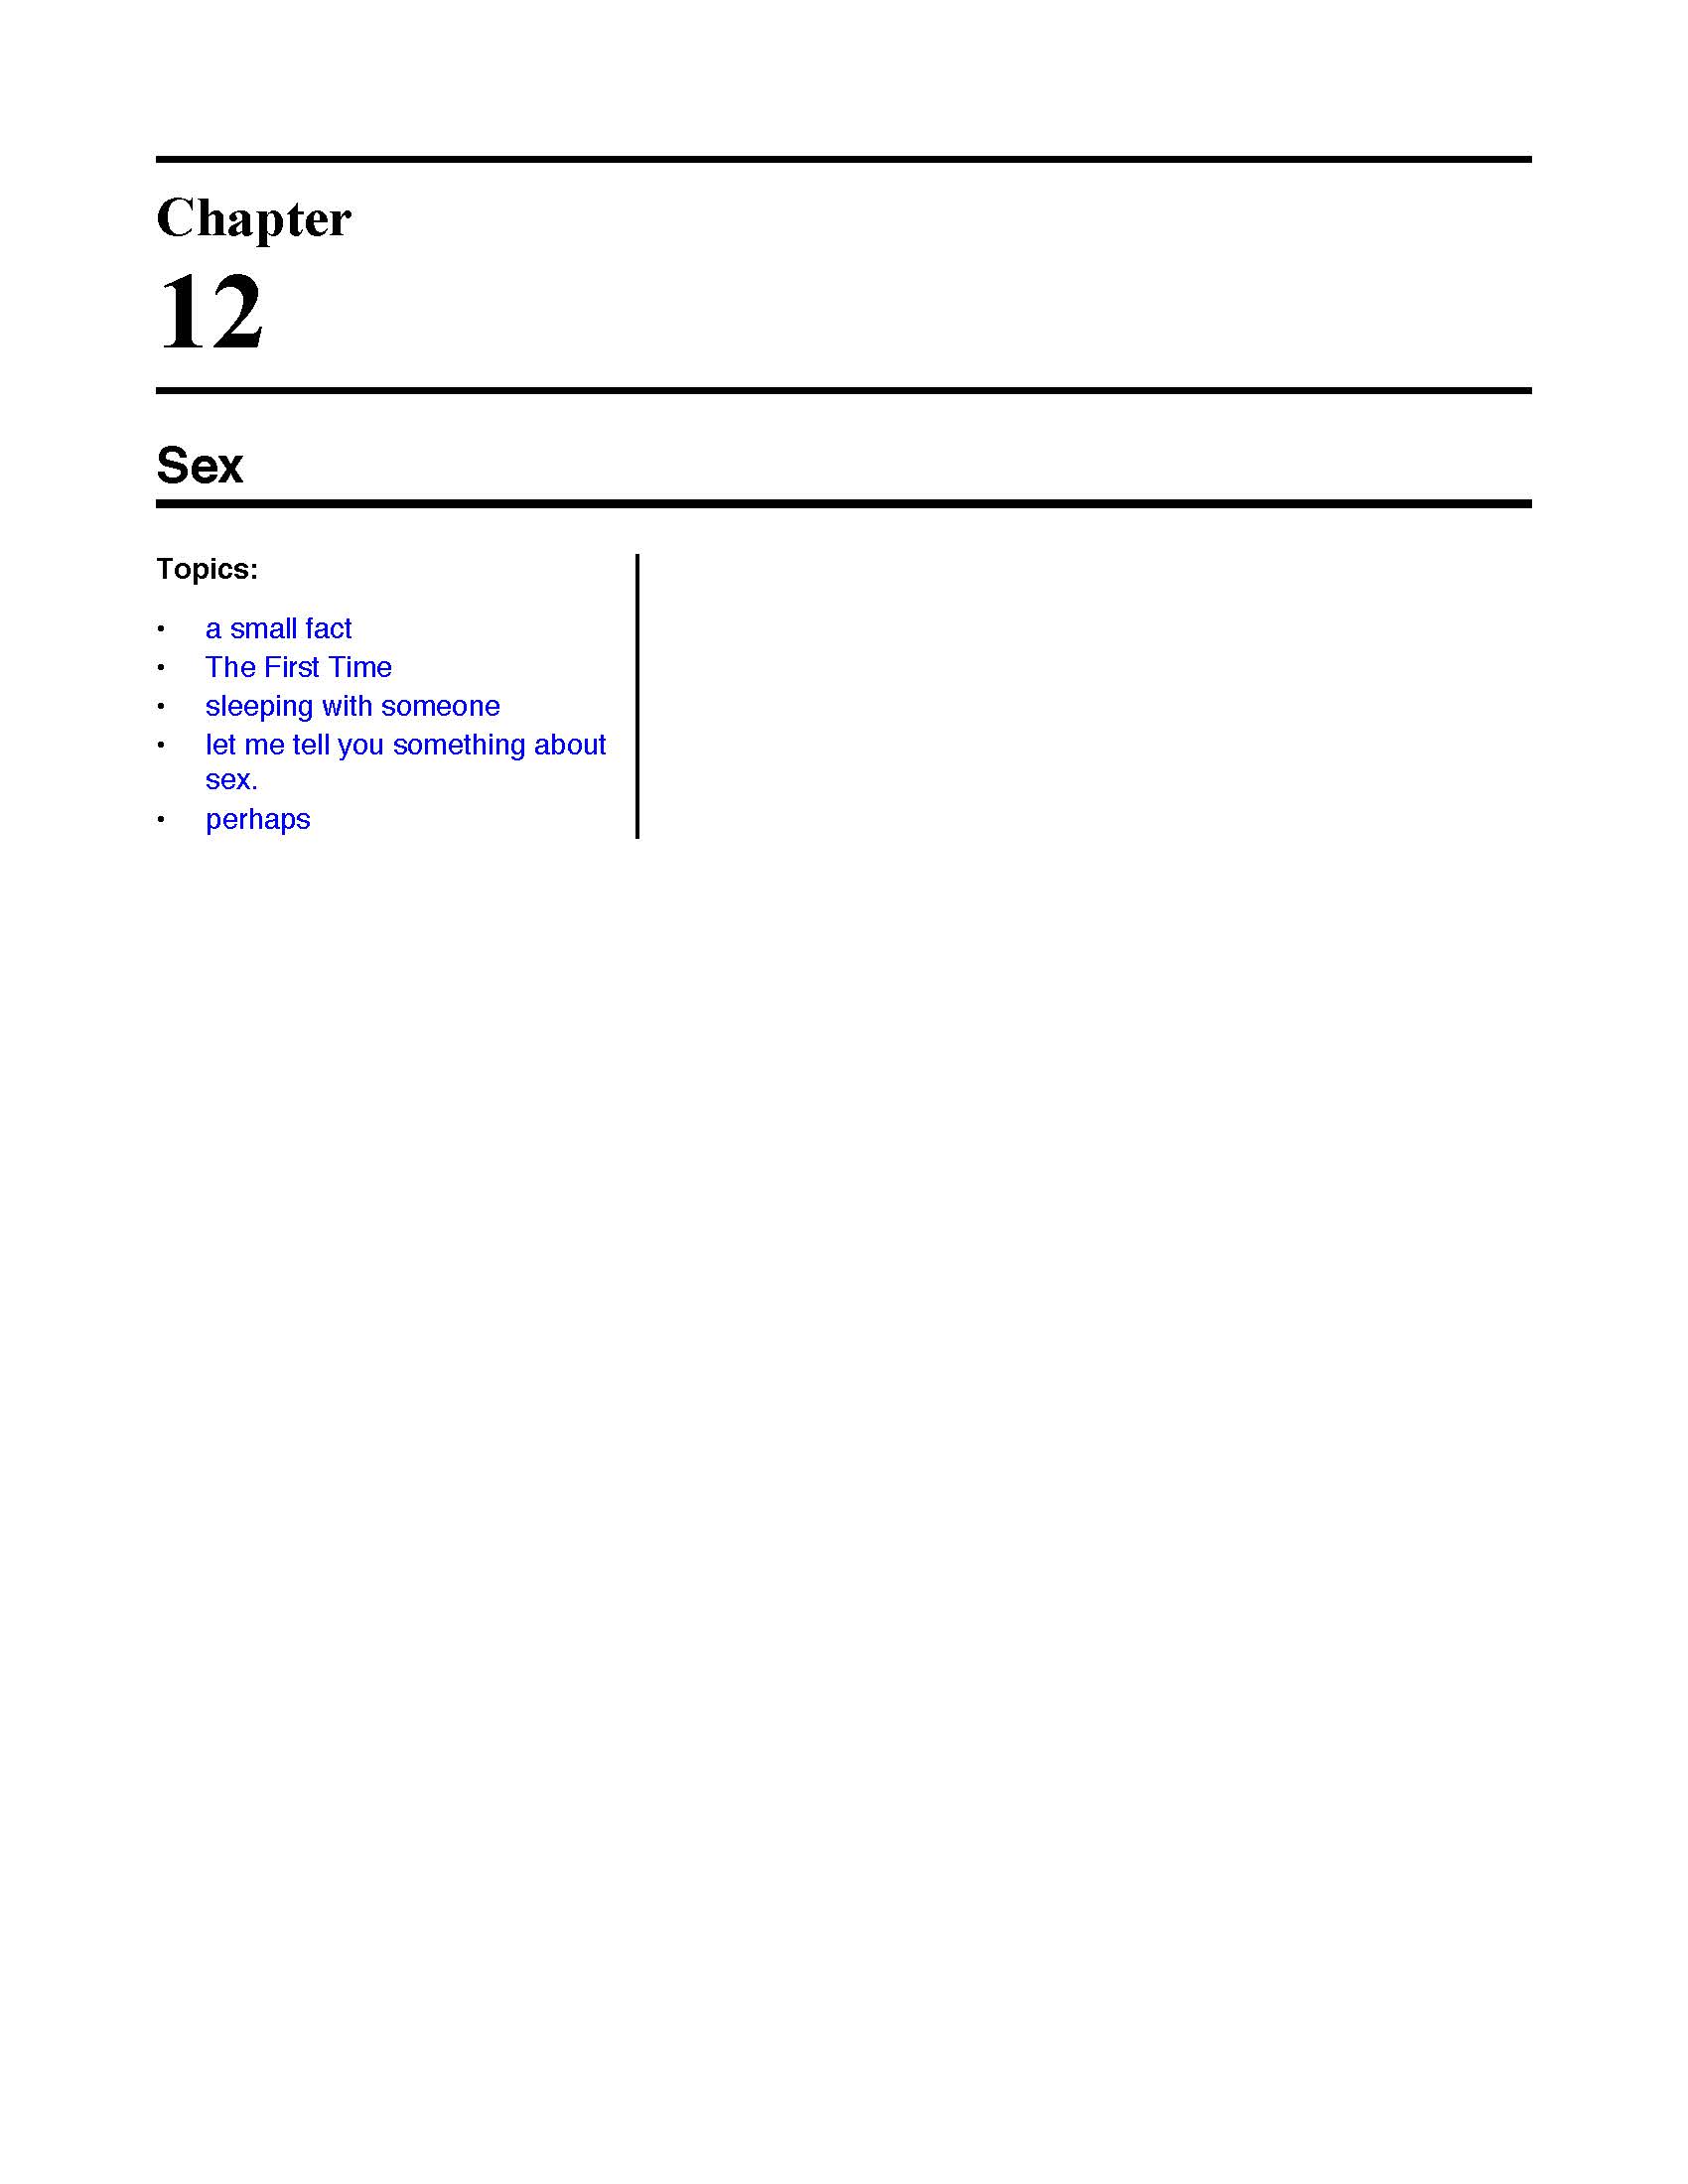 Chapter
12
Sex
Topics:
• a small fact
• The First Time
• sleeping with someone
• let me tell you something about
sex.
• perhaps